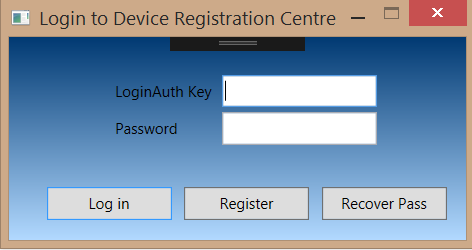 Login to Device Registration Centre
LoginAuth Key
Password
Log in
Register
Recover Pass